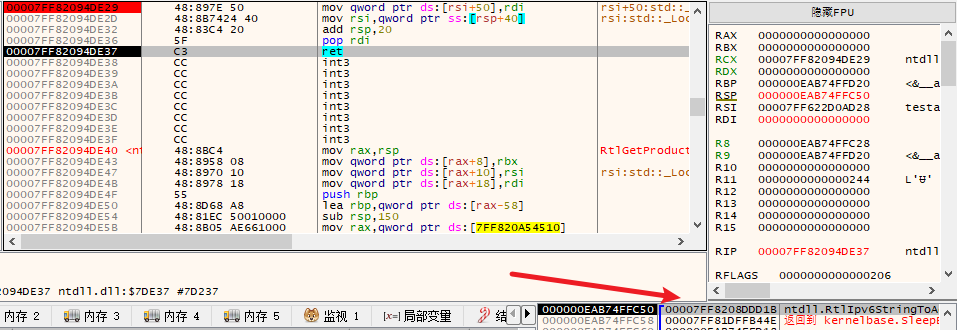 00007FF82094DE29 48:897E 50 mov qword ptr ds:[rsi+50],rdi rsi+50:std::_L
00007FF82094DE2D 48:8B7424 40 mov rsi,qword ptr ss:[rsp+40] rsi:std::_Loc
00007FF82094DE32 48:83C4 20 add rsp,20
00007FF82094DE36 5F pop rdi
00007FF82094DE37 C3 ret
00007FF82094DE38 CC int3
00007FF82094DE39 CC int3
00007FF82094DE3A CC int3
00007FF82094DE3B CC int3
00007FF82094DE3C CC int3
00007FF82094DE3D CC int3
00007FF82094DE3E CC int3
00007FF82094DE3F CC int3
00007FF82094DE40 <nt 48:8BC4 mov rax,rsp RtlGetProduct
00007FF82094DE43 48:8958 08 mov qword ptr ds:[rax+8],rbx
00007FF82094DE47 48:8970 10 mov qword ptr ds:[rax+10],rsi rsi:std::_Loc
00007FF82094DE4B 48:8978 18 mov qword ptr ds:[rax+18],rdi
00007FF82094DE4F 55 push rbp
00007FF82094DE50 48:8D68 A8 lea rbp,qword ptr ds:[rax-58]
00007FF82094DE54 48:81EC 50010000 sub rsp,150
00007FF82094DE5B 48:8B05 AE661000 mov rax,qword ptr ds:[7FF820A54510]
隐藏FPU
RAX 0000000000000000
RBX 0000000000000000
RCX 00007FF82094DE29 ntdll
RDX 0000000000000000
RBP 000000EAB74FFD20 <&__a
RSP 000000EAB74FFC50
RSI 00007FF622D0AD28 testa
RDI 0000000000000000
R8 000000EAB74FFC28
R9 000000EAB74FFD20 <&__a
R10 0000000000000000
R11 0000000000000244
R12 0000000000000000
R13 0000000000000000
R14 0000000000000000
R15 0000000000000000
RIP 00007FF82094DE37 ntdll
RFLAGS 0000000000000206
2094DE37 ntdll.dll:$7DE37 #7D237
内存 2 内存 3 内存 4 内存 5 监视 1 [x=] 局部变量
000000EAB74FFC50 00007FF8208DDD1B ntdll.RtlIpv6StringToA
000000EAB74FFC58 00007FF81DFFB44E 返回到 kernelbase.SleepE